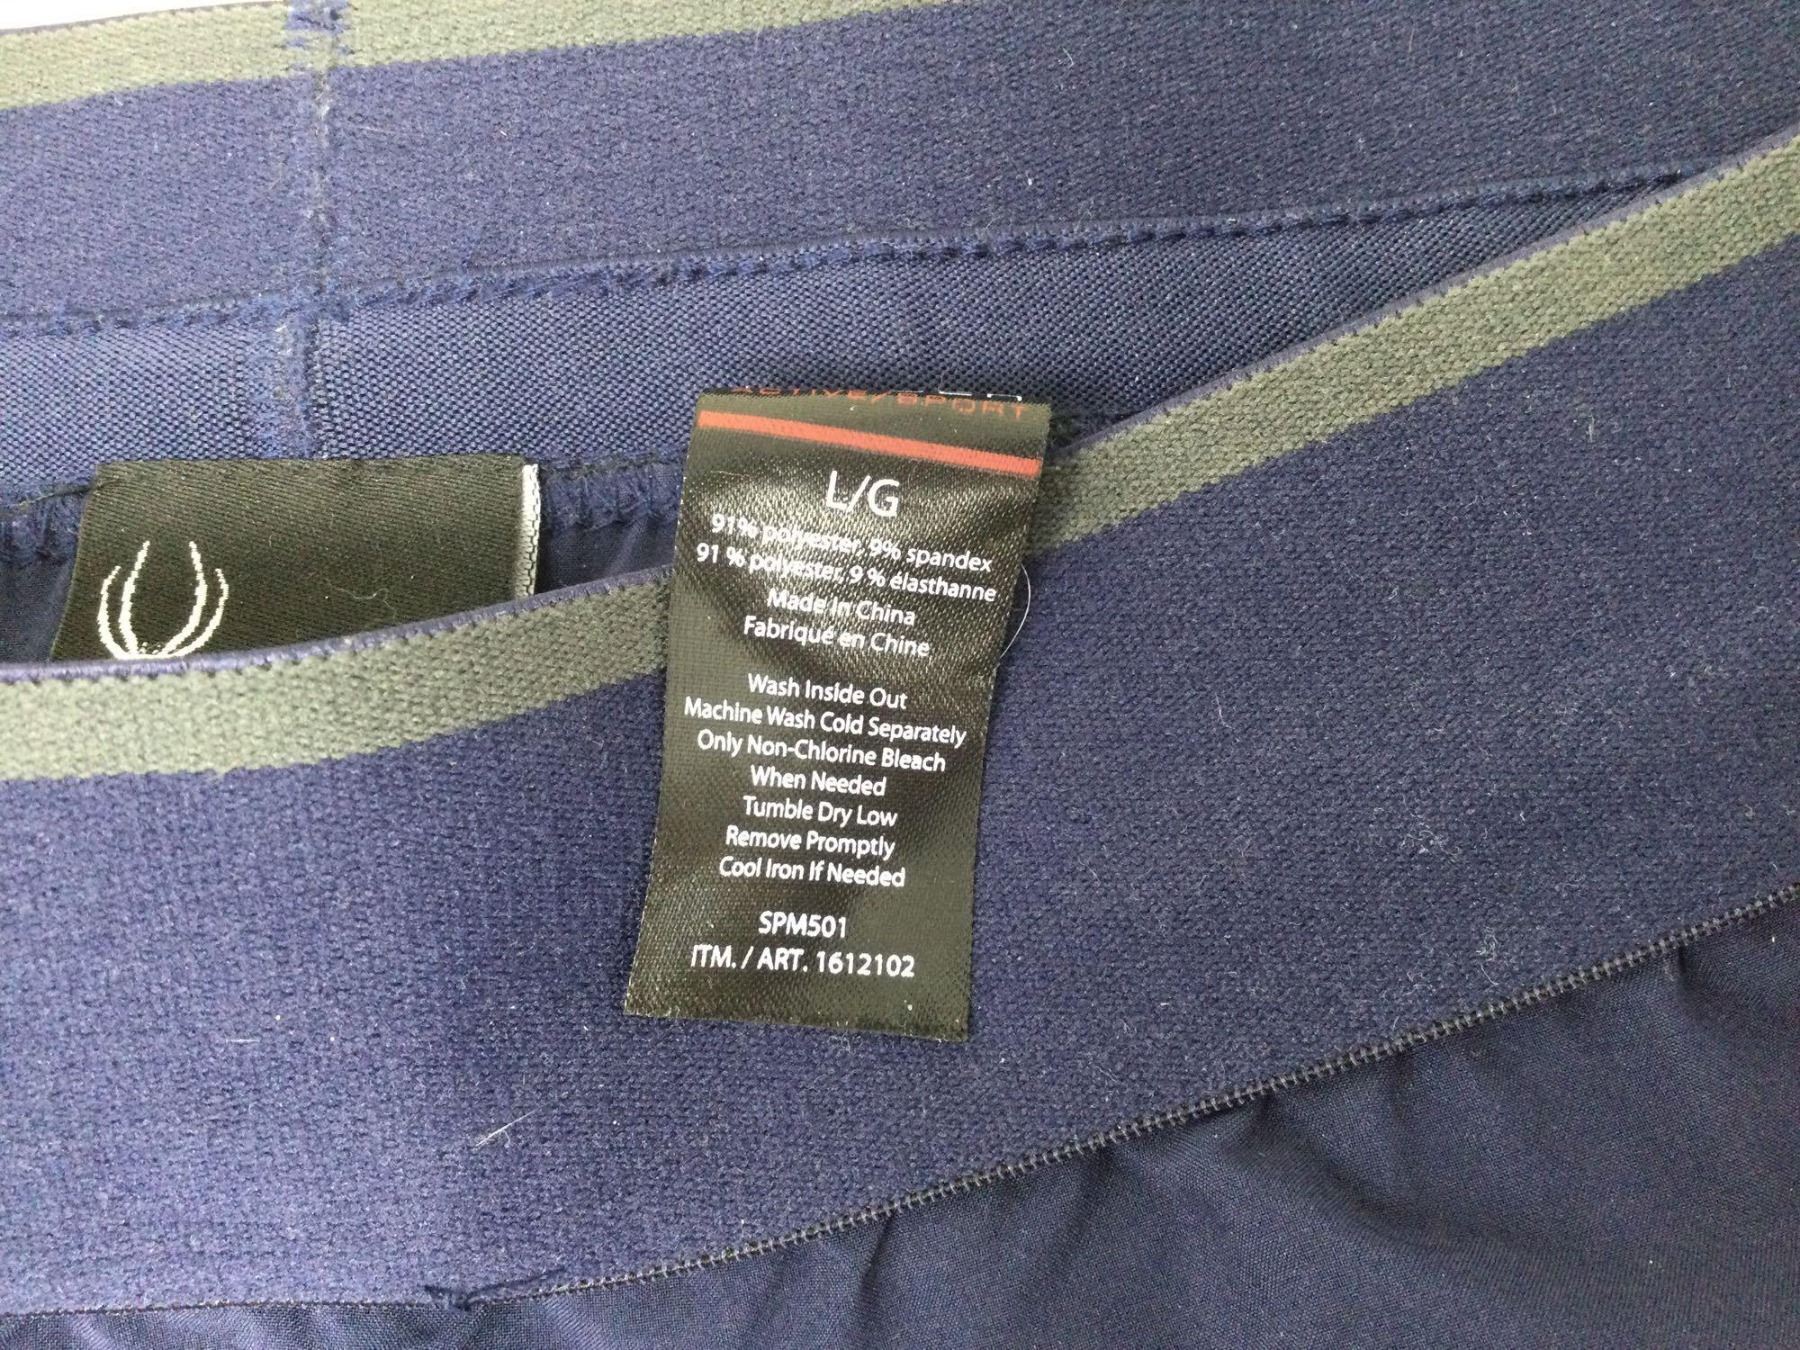 ACTIVE/SPORT
L/G
91% polyester, 9% spandex
91 % polyester, 9 % élasthanne
Made In China
Fabriqué en Chine
Wash Inside Out
Machine Wash Cold Separately
Only Non-Chlorine Bleach
When Needed
Tumble Dry Low
Remove Promptly
Cool Iron If Needed
SPM501
ITM. / ART. 1612102